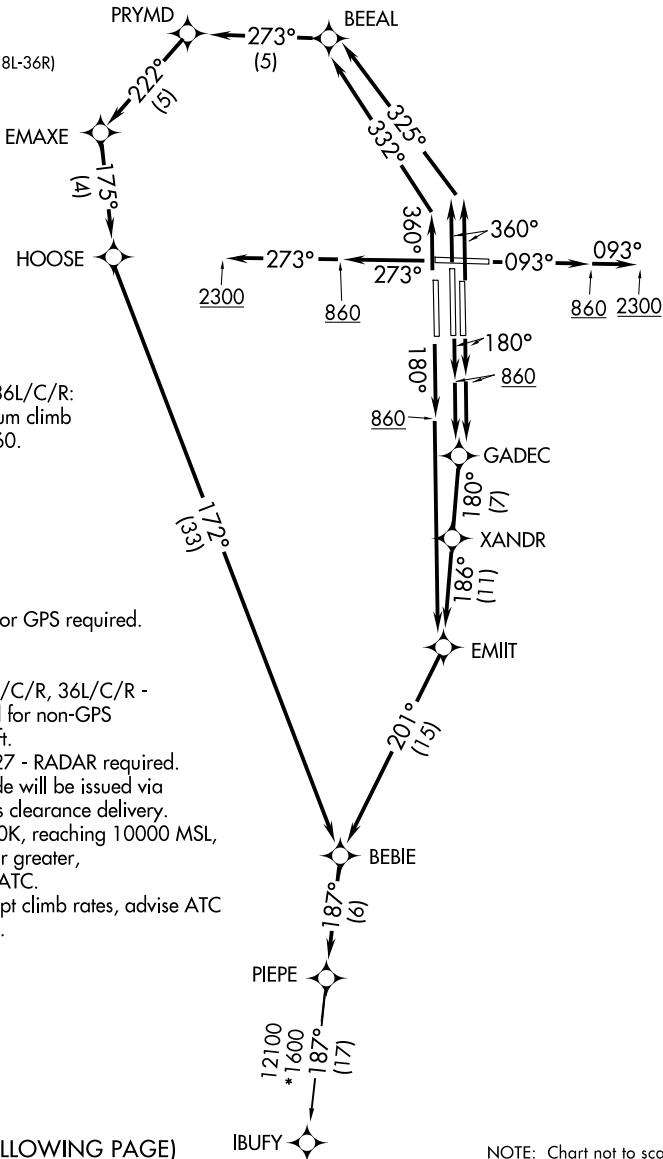 PRYMD
BEEAL
273°
(5)
8L-36R)
222°
(5)
325°
332°
EMAXE
175°
(4)
360°
360°
HOOSE
273°
273°
093°
093°
2300
860
860
2300
180°
180°
860
36L/C/R:
um climb
60.
860
GADEC
180°
(7)
172°
(33)
XANDR
186°
(11)
or GPS required.
EMIIT
/C/R, 36L/C/R -
d for non-GPS
ft.
201°
(15)
27 - RADAR required.
de will be issued via
s clearance delivery.
0K, reaching 10000 MSL,
r greater,
ATC.
BEBIE
pt climb rates, advise ATC
.
187°
(6)
PIEPE
12100
*1600
187°
(17)
LLOWING PAGE)
IBUFY
NOTE: Chart not to sca